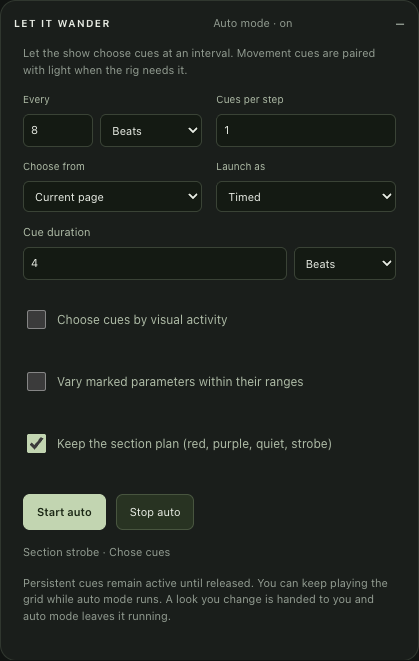 LET IT WANDER
Auto mode · on
–
Let the show choose cues at an interval. Movement cues are paired
with light when the rig needs it.
Every
Cues per step
8
Beats
1
Choose from
Launch as
Current page
Timed
Cue duration
4
Beats
Choose cues by visual activity
Vary marked parameters within their ranges
Keep the section plan (red, purple, quiet, strobe)
Start auto
Stop auto
Section strobe · Chose cues
Persistent cues remain active until released. You can keep playing the
grid while auto mode runs. A look you change is handed to you and
auto mode leaves it running.